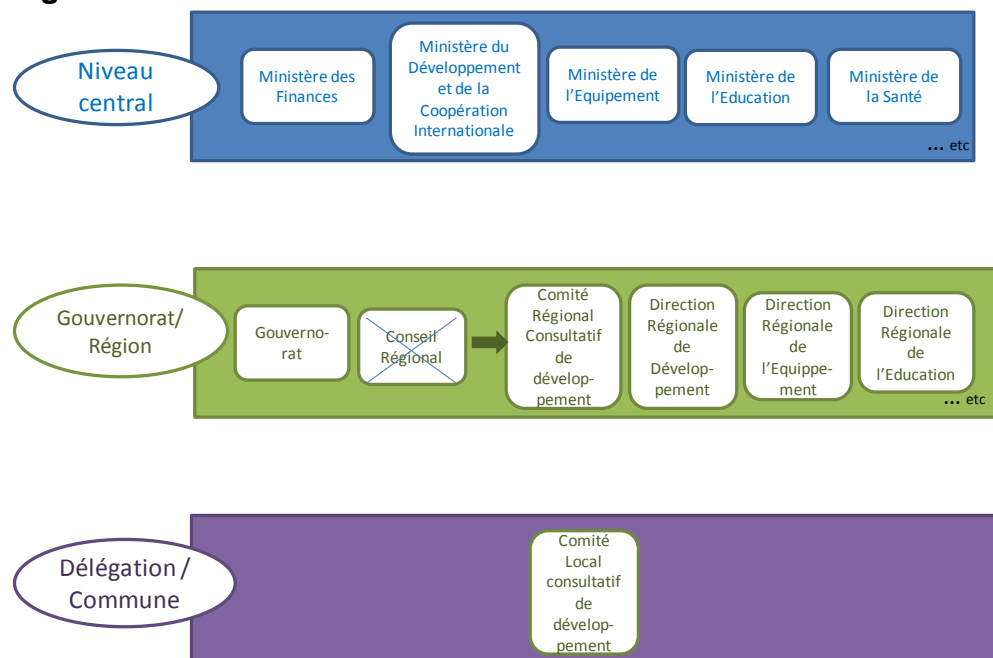 Niveau
central
Ministère des
Finances
Ministère du
Développement
et de la
Coopération
Internationale
Ministère de
l'Equipement
Ministère de
l'Education
Ministère de
la Santé
... etc
Gouvernorat/
Région
Gouverno-
rat
Conseil
Régional
Comité
Régional
Consultatif
de
dévelop-
pement
Direction
Régionale
de
Dévelop-
pement
Direction
Régionale
de
l'Equippe-
ment
Direction
Régionale
de
l'Education
... etc
Délégation /
Commune
Comité
Local
consultatif
de
dévelop-
pement